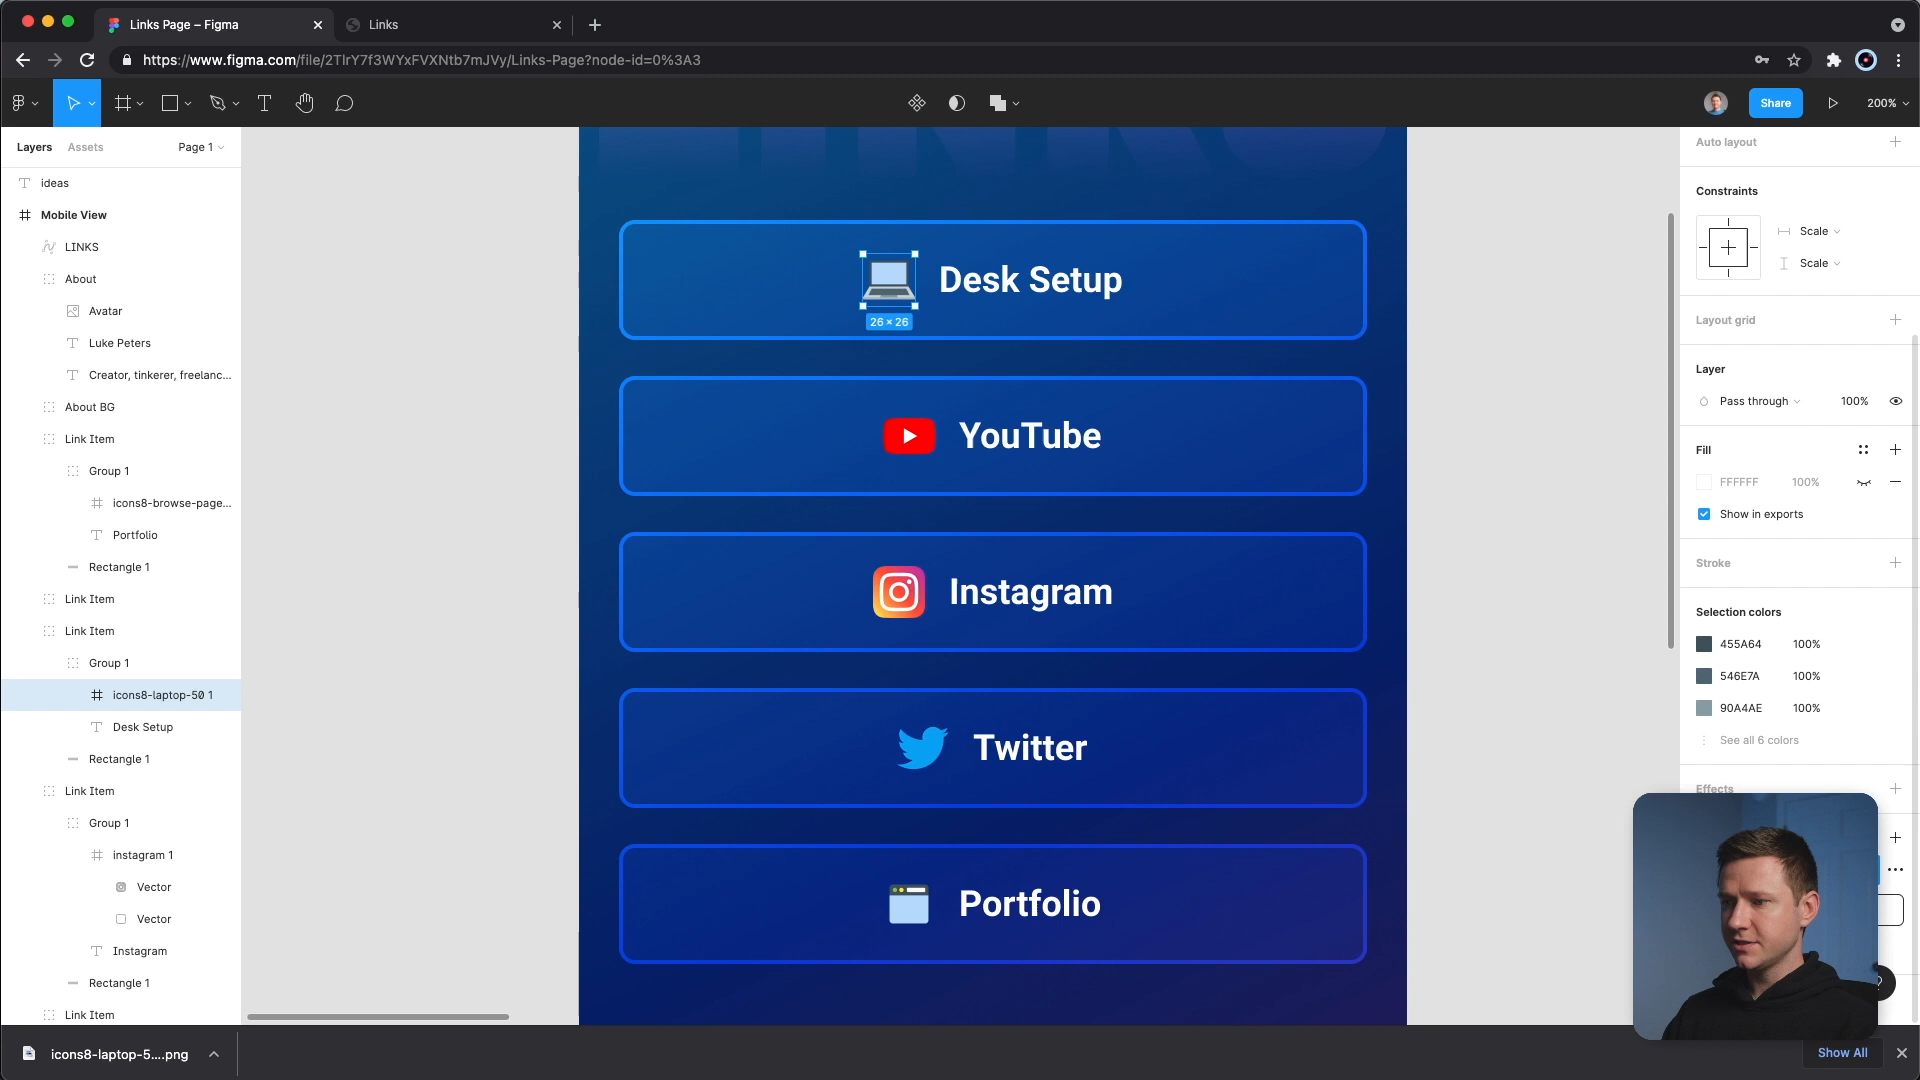 Links Page – Figma
Links
https://www.figma.com/file/2TlrY7f3WYxFVXNtb7mJVy/Links-Page?node-id=0%3A3
Share
200%
Layers
Assets
Page 1
ideas
Mobile View
LINKS
About
Avatar
Luke Peters
Creator, tinkerer, freelanc...
About BG
Link Item
Group 1
icons8-browse-page...
Portfolio
Rectangle 1
Link Item
Link Item
Group 1
icons8-laptop-50 1
Desk Setup
Rectangle 1
Link Item
Group 1
instagram 1
Vector
Vector
Instagram
Rectangle 1
Link Item
LINKS
Desk Setup
26 × 26
YouTube
Instagram
Twitter
Portfolio
Auto layout
Constraints
Scale
Scale
Layout grid
Layer
Pass through
100%
Fill
FFFFFF
100%
Show in exports
Stroke
Selection colors
455A64
100%
546E7A
100%
90A4AE
100%
See all 6 colors
Effects
icons8-laptop-5....png
Show All